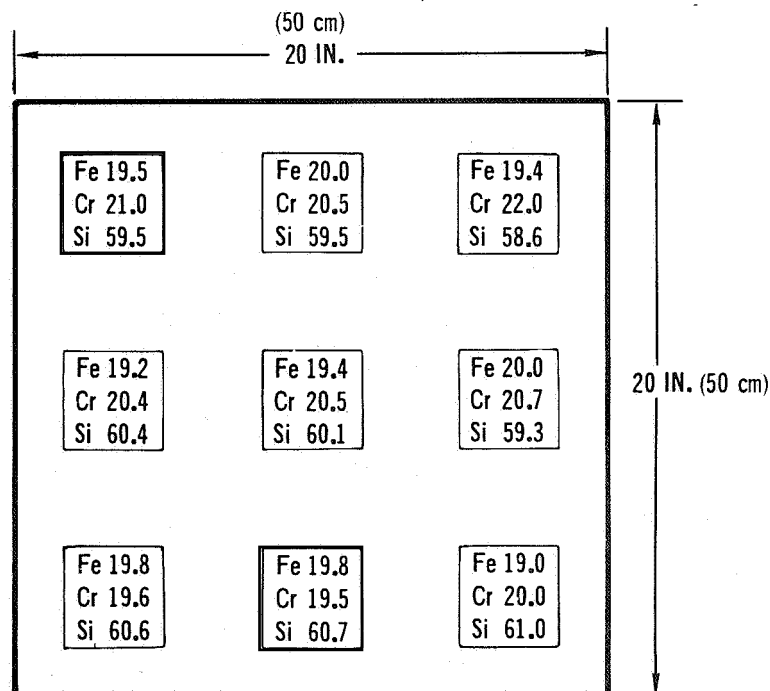 (50 cm)
20 IN.
Fe 19.5
Cr 21.0
Si 59.5
Fe 20.0
Cr 20.5
Si 59.5
Fe 19.4
Cr 22.0
Si 58.6
Fe 19.2
Cr 20.4
Si 60.4
Fe 19.4
Cr 20.5
Si 60.1
Fe 20.0
Cr 20.7
Si 59.3
20 IN. (50 cm)
Fe 19.8
Cr 19.6
Si 60.6
Fe 19.8
Cr 19.5
Si 60.7
Fe 19.0
Cr 20.0
Si 61.0